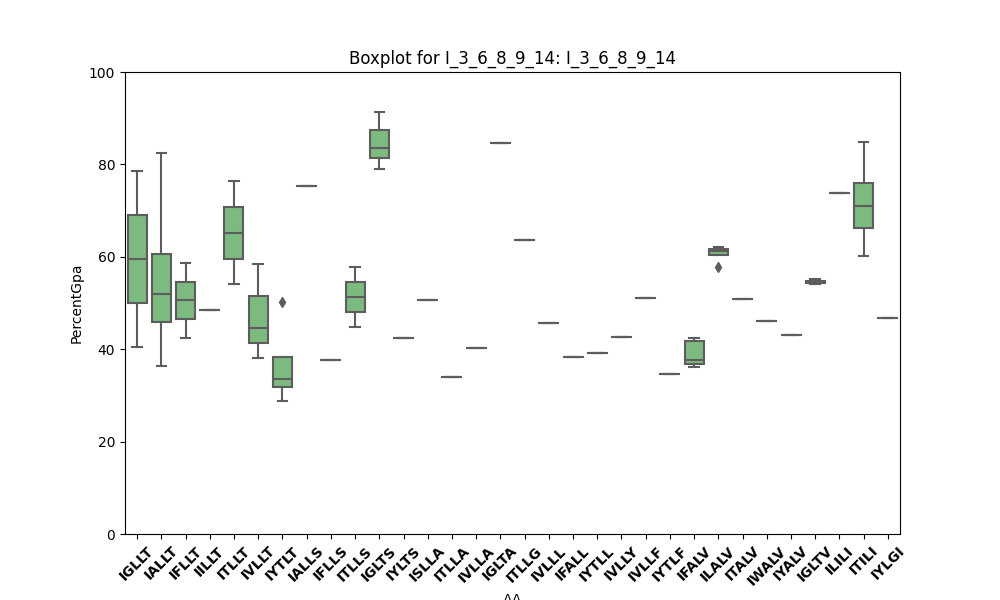 Boxplot for I_3_6_8_9_14: I_3_6_8_9_14
100
80
60
40
20
0
PercentGpa
IGLLT IALLT IFLLT IILLT ITLLT IVLLT IYTLT IALLS IFLLS ITLLS IGLTS IYLTS ISLLA ITLLA IVLLA IGLTA ITLLG IVLLL IFALL IYTLL IVLLY IVLLF IYTLF IFALV ILALV ITALV IWALV IYALV IGLTV ILILI ITILI IYLGI
AA